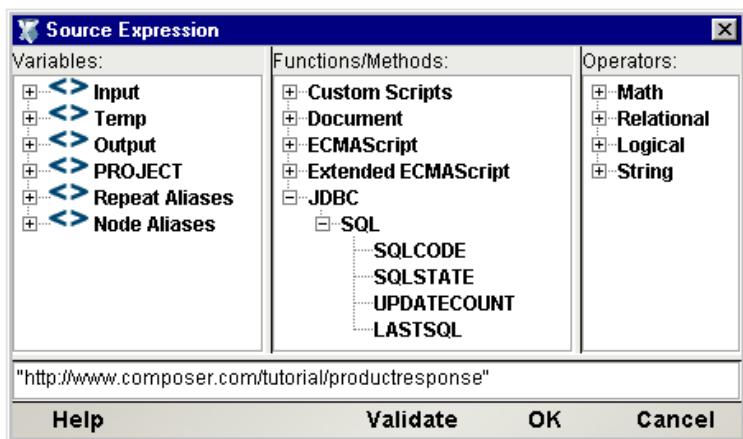 Source Expression
Variables:
Input
Temp
Output
PROJECT
Repeat Aliases
Node Aliases
Functions/Methods:
Custom Scripts
Document
ECMAScript
Extended ECMAScript
JDBC
SQL
SQLCODE
SQLSTATE
UPDATECOUNT
LASTSQL
Operators:
Math
Relational
Logical
String
"http://www.composer.com/tutorial/productresponse"
Help Validate OK Cancel